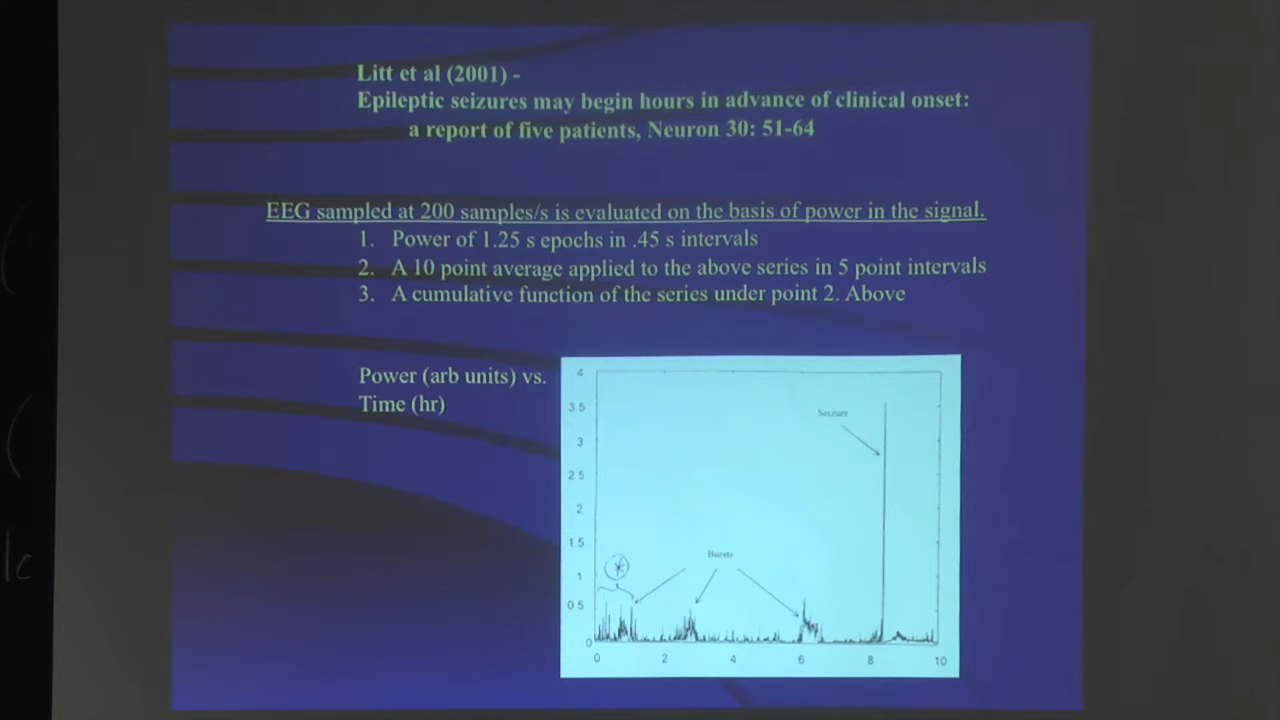 Litt et al (2001) -
Epileptic seizures may begin hours in advance of clinical onset:
a report of five patients, Neuron 30: 51-64
EEG sampled at 200 samples/s is evaluated on the basis of power in the signal.
1. Power of 1.25 s epochs in .45 s intervals
2. A 10 point average applied to the above series in 5 point intervals
3. A cumulative function of the series under point 2. Above
Power (arb units) vs.
Time (hr)
4
3.5
3
2.5
2
1.5
1
0.5
0
Seizure
Bursts
0 2 4 6 8 10